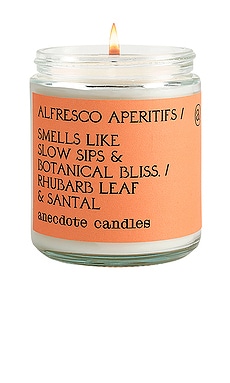 ALFRESCO APERITIFS /
SMELLS LIKE
SLOW SIPS &
BOTANICAL BLISS. /
RHUBARB LEAF
& SANTAL
anecdote candles